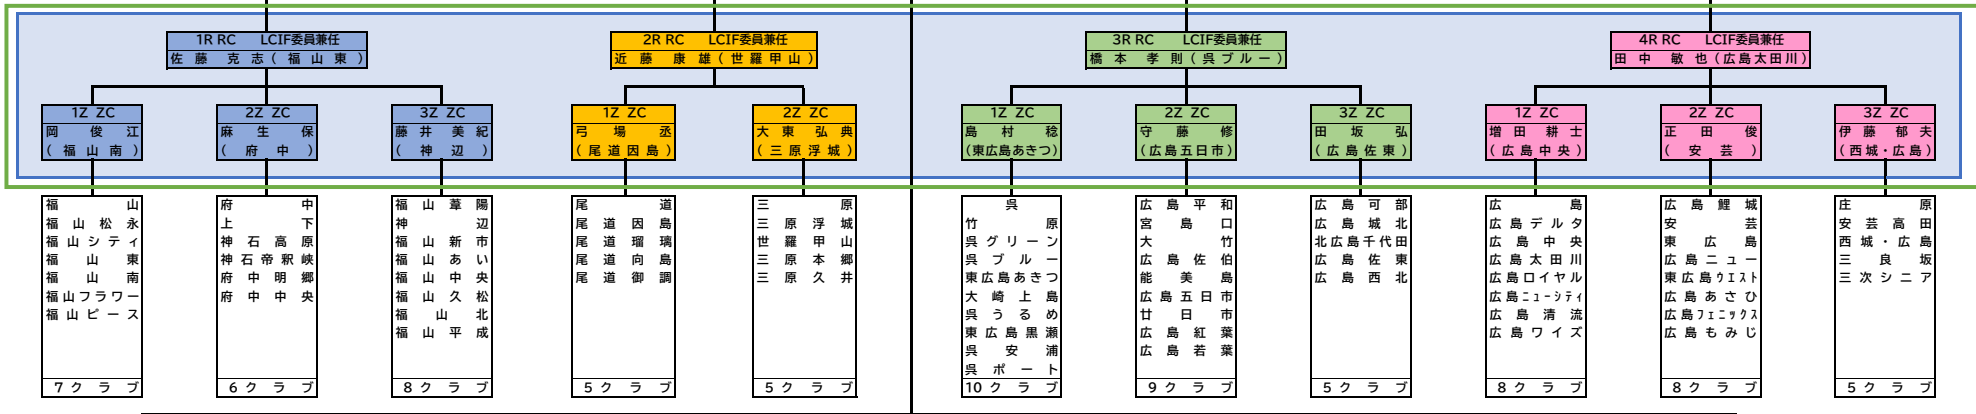 1R RC LCIF委員兼任
佐藤 克志(福山東)
2R RC LCIF委員兼任
近藤 康雄(世羅甲山)
3R RC LCIF委員兼任
橋本 孝則(呉ブルー)
4R RC LCIF委員兼任
田中 敏也(広島太田川)
1Z ZC
岡 俊江
(福山南)
福山
福山松永
福山シティ
福山東
福山南
福山フラワー
福山ピース
7クラブ
2Z ZC
麻生 保
(府中)
府中
上下
神石高原
神石帝釈峡
府中明郷
府中中央
6クラブ
3Z ZC
藤井美紀
(神辺)
福山葦陽
神辺
福山新市
福山あい
福山中央
福山久松
福山北
福山平成
8クラブ
1Z ZC
弓場 丞
(尾道因島)
尾道
尾道因島
尾道瑠璃
尾道向島
尾道御調
5クラブ
2Z ZC
大東弘典
(三原浮城)
三原
三原浮城
世羅甲山
三原本郷
三原久井
5クラブ
1Z ZC
島村 稔
(東広島あきつ)
呉
竹原
呉グリーン
呉ブルー
東広島あきつ
大崎上島
呉うるめ
東広島黒瀬
呉安浦
呉ポート
10クラブ
2Z ZC
守藤 修
(広島五日市)
広島平和
宮島口
大竹
広島佐伯
能美島
広島五日市
廿日市
広島紅葉
広島若葉
9クラブ
3Z ZC
田坂 弘
(広島佐東)
広島可部
広島城北
北広島千代田
広島佐東
広島西北
5クラブ
1Z ZC
増田耕士
(広島中央)
広島
広島デルタ
広島中央
広島太田川
広島ロイヤル
広島ニューシティ
広島清流
広島ワイズ
8クラブ
2Z ZC
正田 俊
(安芸)
広島鯉城
安芸
東広島
広島ニュー
東広島ウエスト
広島あさひ
広島フェニックス
広島もみじ
8クラブ
3Z ZC
伊藤郁夫
(西城・広島)
庄原
安芸高田
西城・広島
三良坂
三次シニア
5クラブ